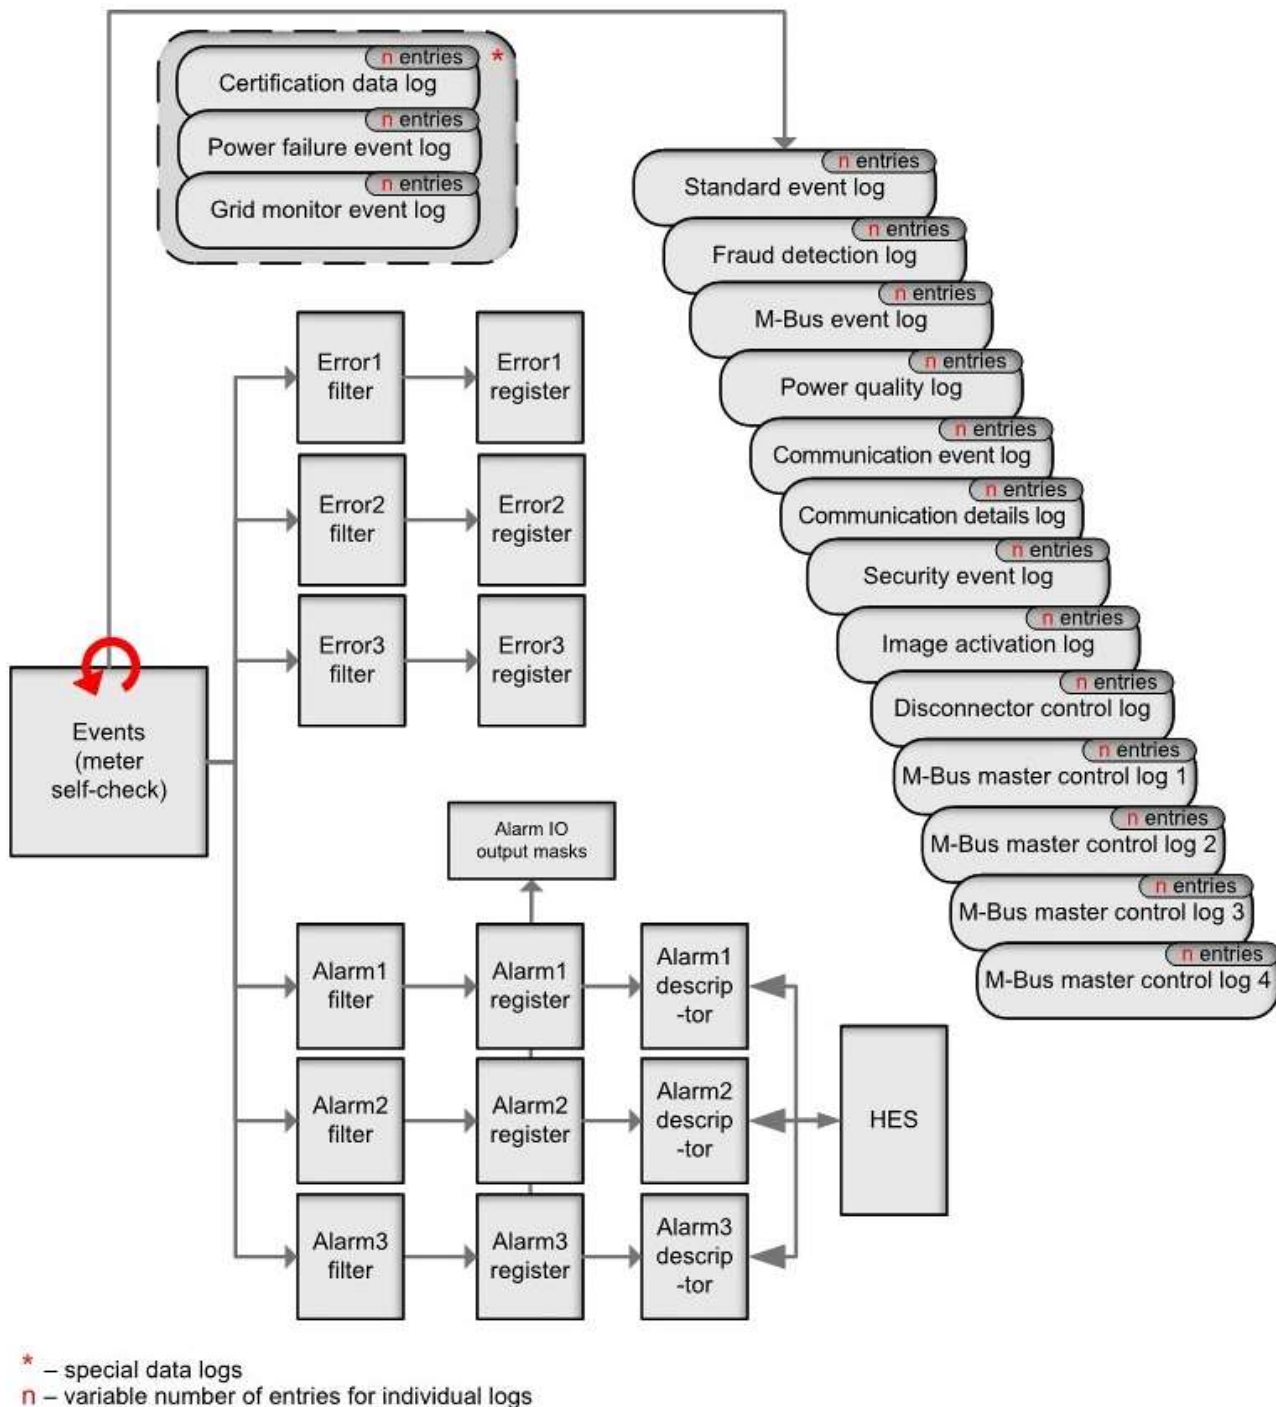 n entries
*
Certification data log
n entries
Power failure event log
n entries
Grid monitor event log
n entries
Standard event log
n entries
Fraud detection log
n entries
M-Bus event log
n entries
Power quality log
n entries
Communication event log
n entries
Communication details log
n entries
Security event log
n entries
Image activation log
n entries
Disconnector control log
n entries
M-Bus master control log 1
n entries
M-Bus master control log 2
n entries
M-Bus master control log 3
n entries
M-Bus master control log 4
Error1
filter
Error1
register
Error2
filter
Error2
register
Error3
filter
Error3
register
Events
(meter
self-check)
Alarm IO
output masks
Alarm1
filter
Alarm1
register
Alarm1
descrip
-tor
Alarm2
filter
Alarm2
register
Alarm2
descrip
-tor
HES
Alarm3
filter
Alarm3
register
Alarm3
descrip
-tor
* – special data logs
n – variable number of entries for individual logs